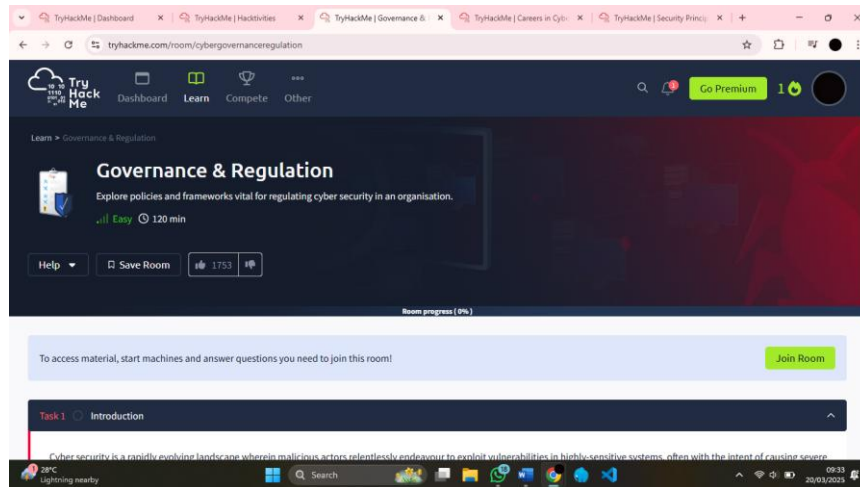 TryHackMe | Dashboard
TryHackMe | Hacktivities
TryHackMe | Governance &
TryHackMe | Careers in Cyb
TryHackMe | Security Princip
tryhackme.com/room/cybergovernanceregulation
Try Hack Me
Dashboard
Learn
Compete
Other
Go Premium
1
Learn > Governance & Regulation
Governance & Regulation
Explore policies and frameworks vital for regulating cyber security in an organisation.
Easy 120 min
Help
Save Room
1753
Room progress ( 0% )
To access material, start machines and answer questions you need to join this room!
Join Room
Task 1 Introduction
Cyber security is a rapidly evolving landscape wherein malicious actors relentlessly endeavour to exploit vulnerabilities in highly-sensitive systems, often with the intent of causing severe
28°C
Lightning nearby
Search
09:33
20/03/2025